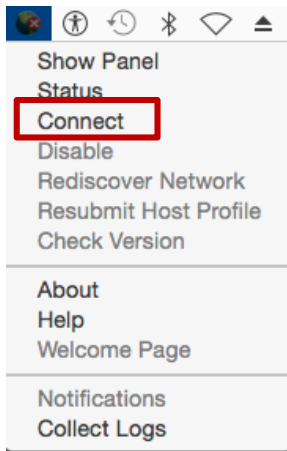 Show Panel
Status
Connect
Disable
Rediscover Network
Resubmit Host Profile
Check Version
About
Help
Welcome Page
Notifications
Collect Logs